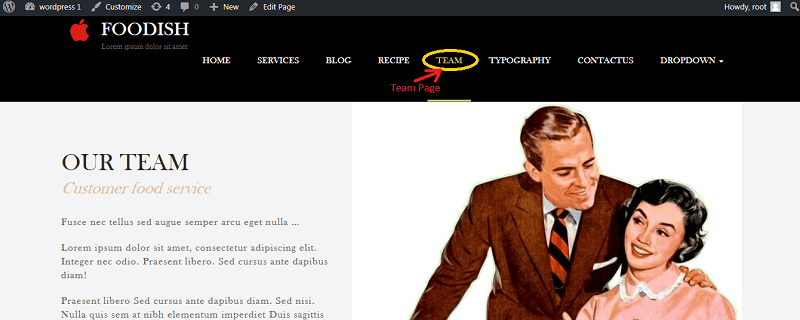 wordpress 1 Customize 4 0 New Edit Page Howdy, root
FOODISH
Lorem ipsum dolor sit amet
HOME SERVICES BLOG RECIPE TEAM TYPOGRAPHY CONTACTUS DROPDOWN
Team Page
OUR TEAM
Customer food service
Fusce nec tellus sed augue semper arcu eget nulla ...
Lorem ipsum dolor sit amet, consectetur adipiscing elit.
Integer nec odio. Praesent libero. Sed cursus ante dapibus
diam!
Praesent libero Sed cursus ante dapibus diam. Sed nisi.
Nulla quis sem at nibh elementum imperdiet Duis sagittis